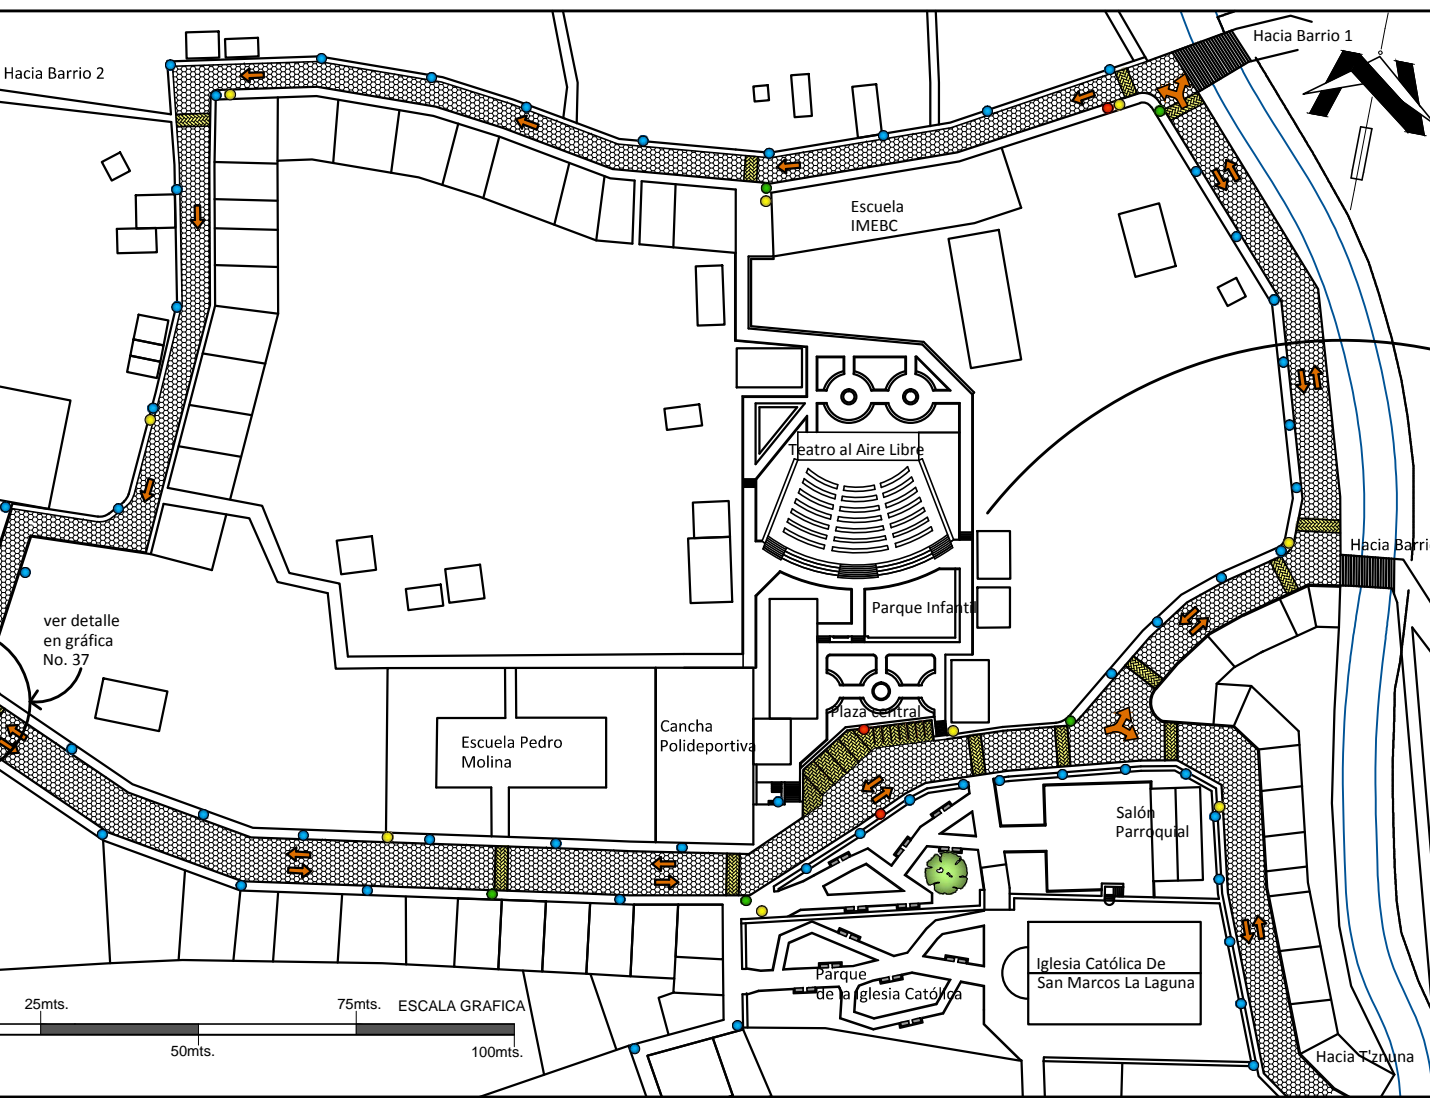 Hacia Barrio 1
Hacia Barrio 2
Escuela
IMEBC
Teatro al Aire Libre
Hacia Barrio
Parque Infantil
ver detalle
en gráfica
No. 37
Plaza central
Cancha
Polideportiva
Escuela Pedro
Molina
Salón
Parroquial
Iglesia Católica De
San Marcos La Laguna
Parque
de la Iglesia Católica
25mts.
75mts.
ESCALA GRAFICA
50mts.
100mts.
Hacia T'znuna